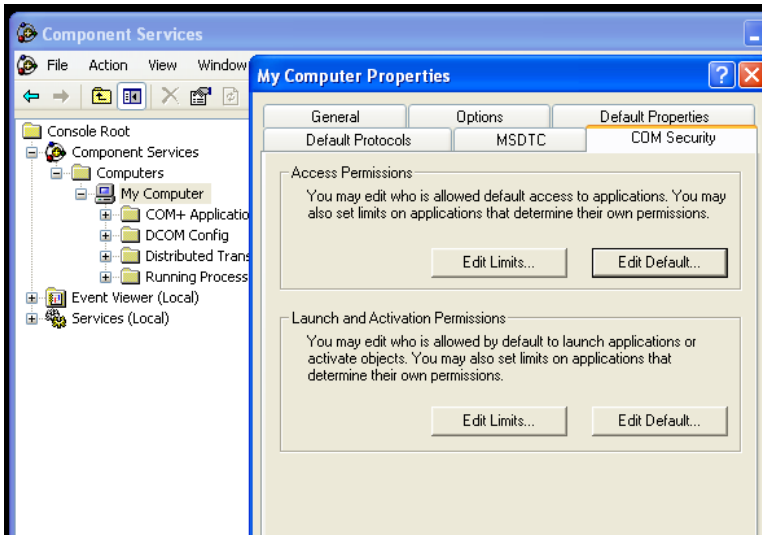 Component Services
File Action View Window
My Computer Properties
General Options Default Properties
Default Protocols MSDTC COM Security
Console Root
Component Services
Computers
My Computer
COM+ Applicatio
DCOM Config
Distributed Trans
Running Process
Event Viewer (Local)
Services (Local)
Access Permissions
You may edit who is allowed default access to applications. You may
also set limits on applications that determine their own permissions.
Edit Limits... Edit Default...
Launch and Activation Permissions
You may edit who is allowed by default to launch applications or
activate objects. You may also set limits on applications that
determine their own permissions.
Edit Limits... Edit Default...